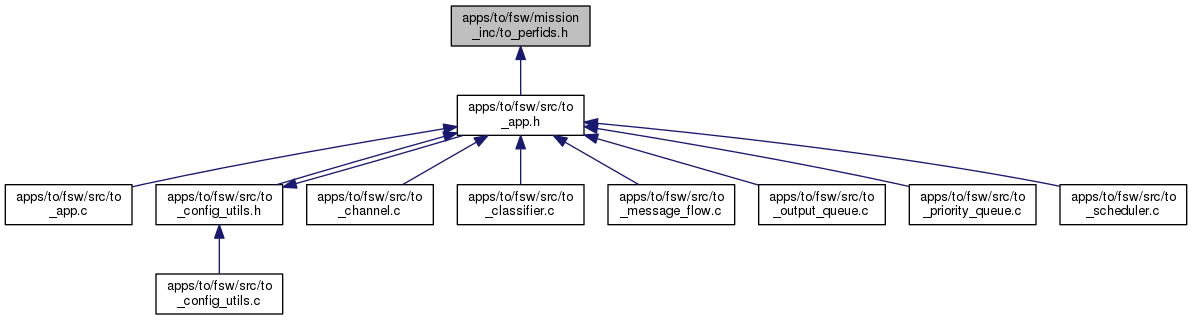 apps/to/fsw/mission
_inc/to_perfids.h
apps/to/fsw/src/to
_app.h
apps/to/fsw/src/to
_app.c
apps/to/fsw/src/to
_config_utils.h
apps/to/fsw/src/to
_channel.c
apps/to/fsw/src/to
_classifier.c
apps/to/fsw/src/to
_message_flow.c
apps/to/fsw/src/to
_output_queue.c
apps/to/fsw/src/to
_priority_queue.c
apps/to/fsw/src/to
_scheduler.c
apps/to/fsw/src/to
_config_utils.c